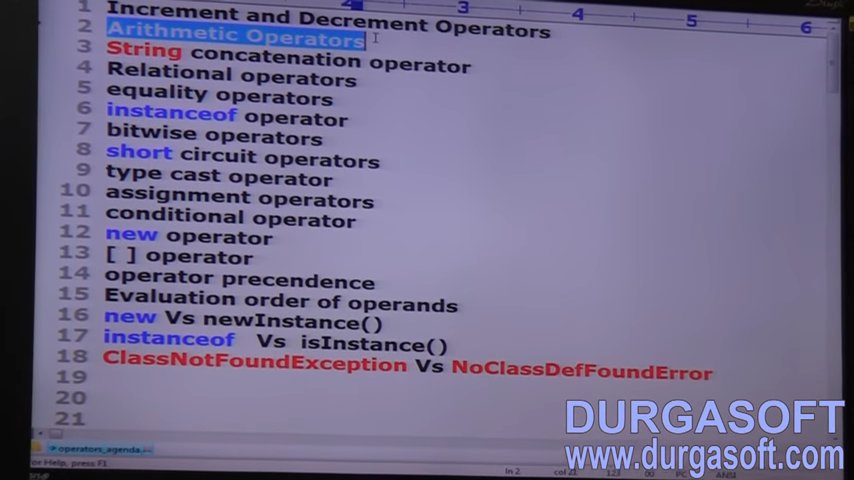 3 4 5 6
1 Increment and Decrement Operators
2 Arithmetic Operators
3 String concatenation operator
4 Relational operators
5 equality operators
6 instanceof operator
7 bitwise operators
8 short circuit operators
9 type cast operator
10 assignment operators
11 conditional operator
12 new operator
13 [ ] operator
14 operator precendence
15 Evaluation order of operands
16 new Vs newInstance()
17 instanceof Vs isInstance()
18 ClassNotFoundException Vs NoClassDefFoundError
19
20
21
DURGASOFT
www.durgasoft.com
operators_agenda
or Help, press F1
ln 2 col 21 123 00 PC ANSI